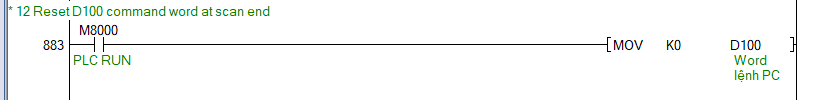 * 12 Reset D100 command word at scan end
M8000
883 MOV K0 D100
PLC RUN Word
lệnh PC